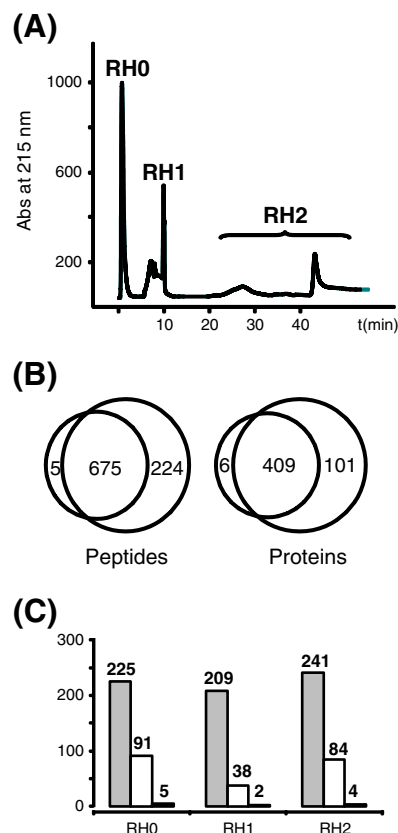 (A)
RH0
1000
RH1
600
RH2
200
Abs at 215 nm
10 20 30 40 t(min)
(B)
5 675 224
6 409 101
Peptides Proteins
(C)
300
241
225
209
200
91
84
100
38
5 2 4
0
RH0 RH1 RH2